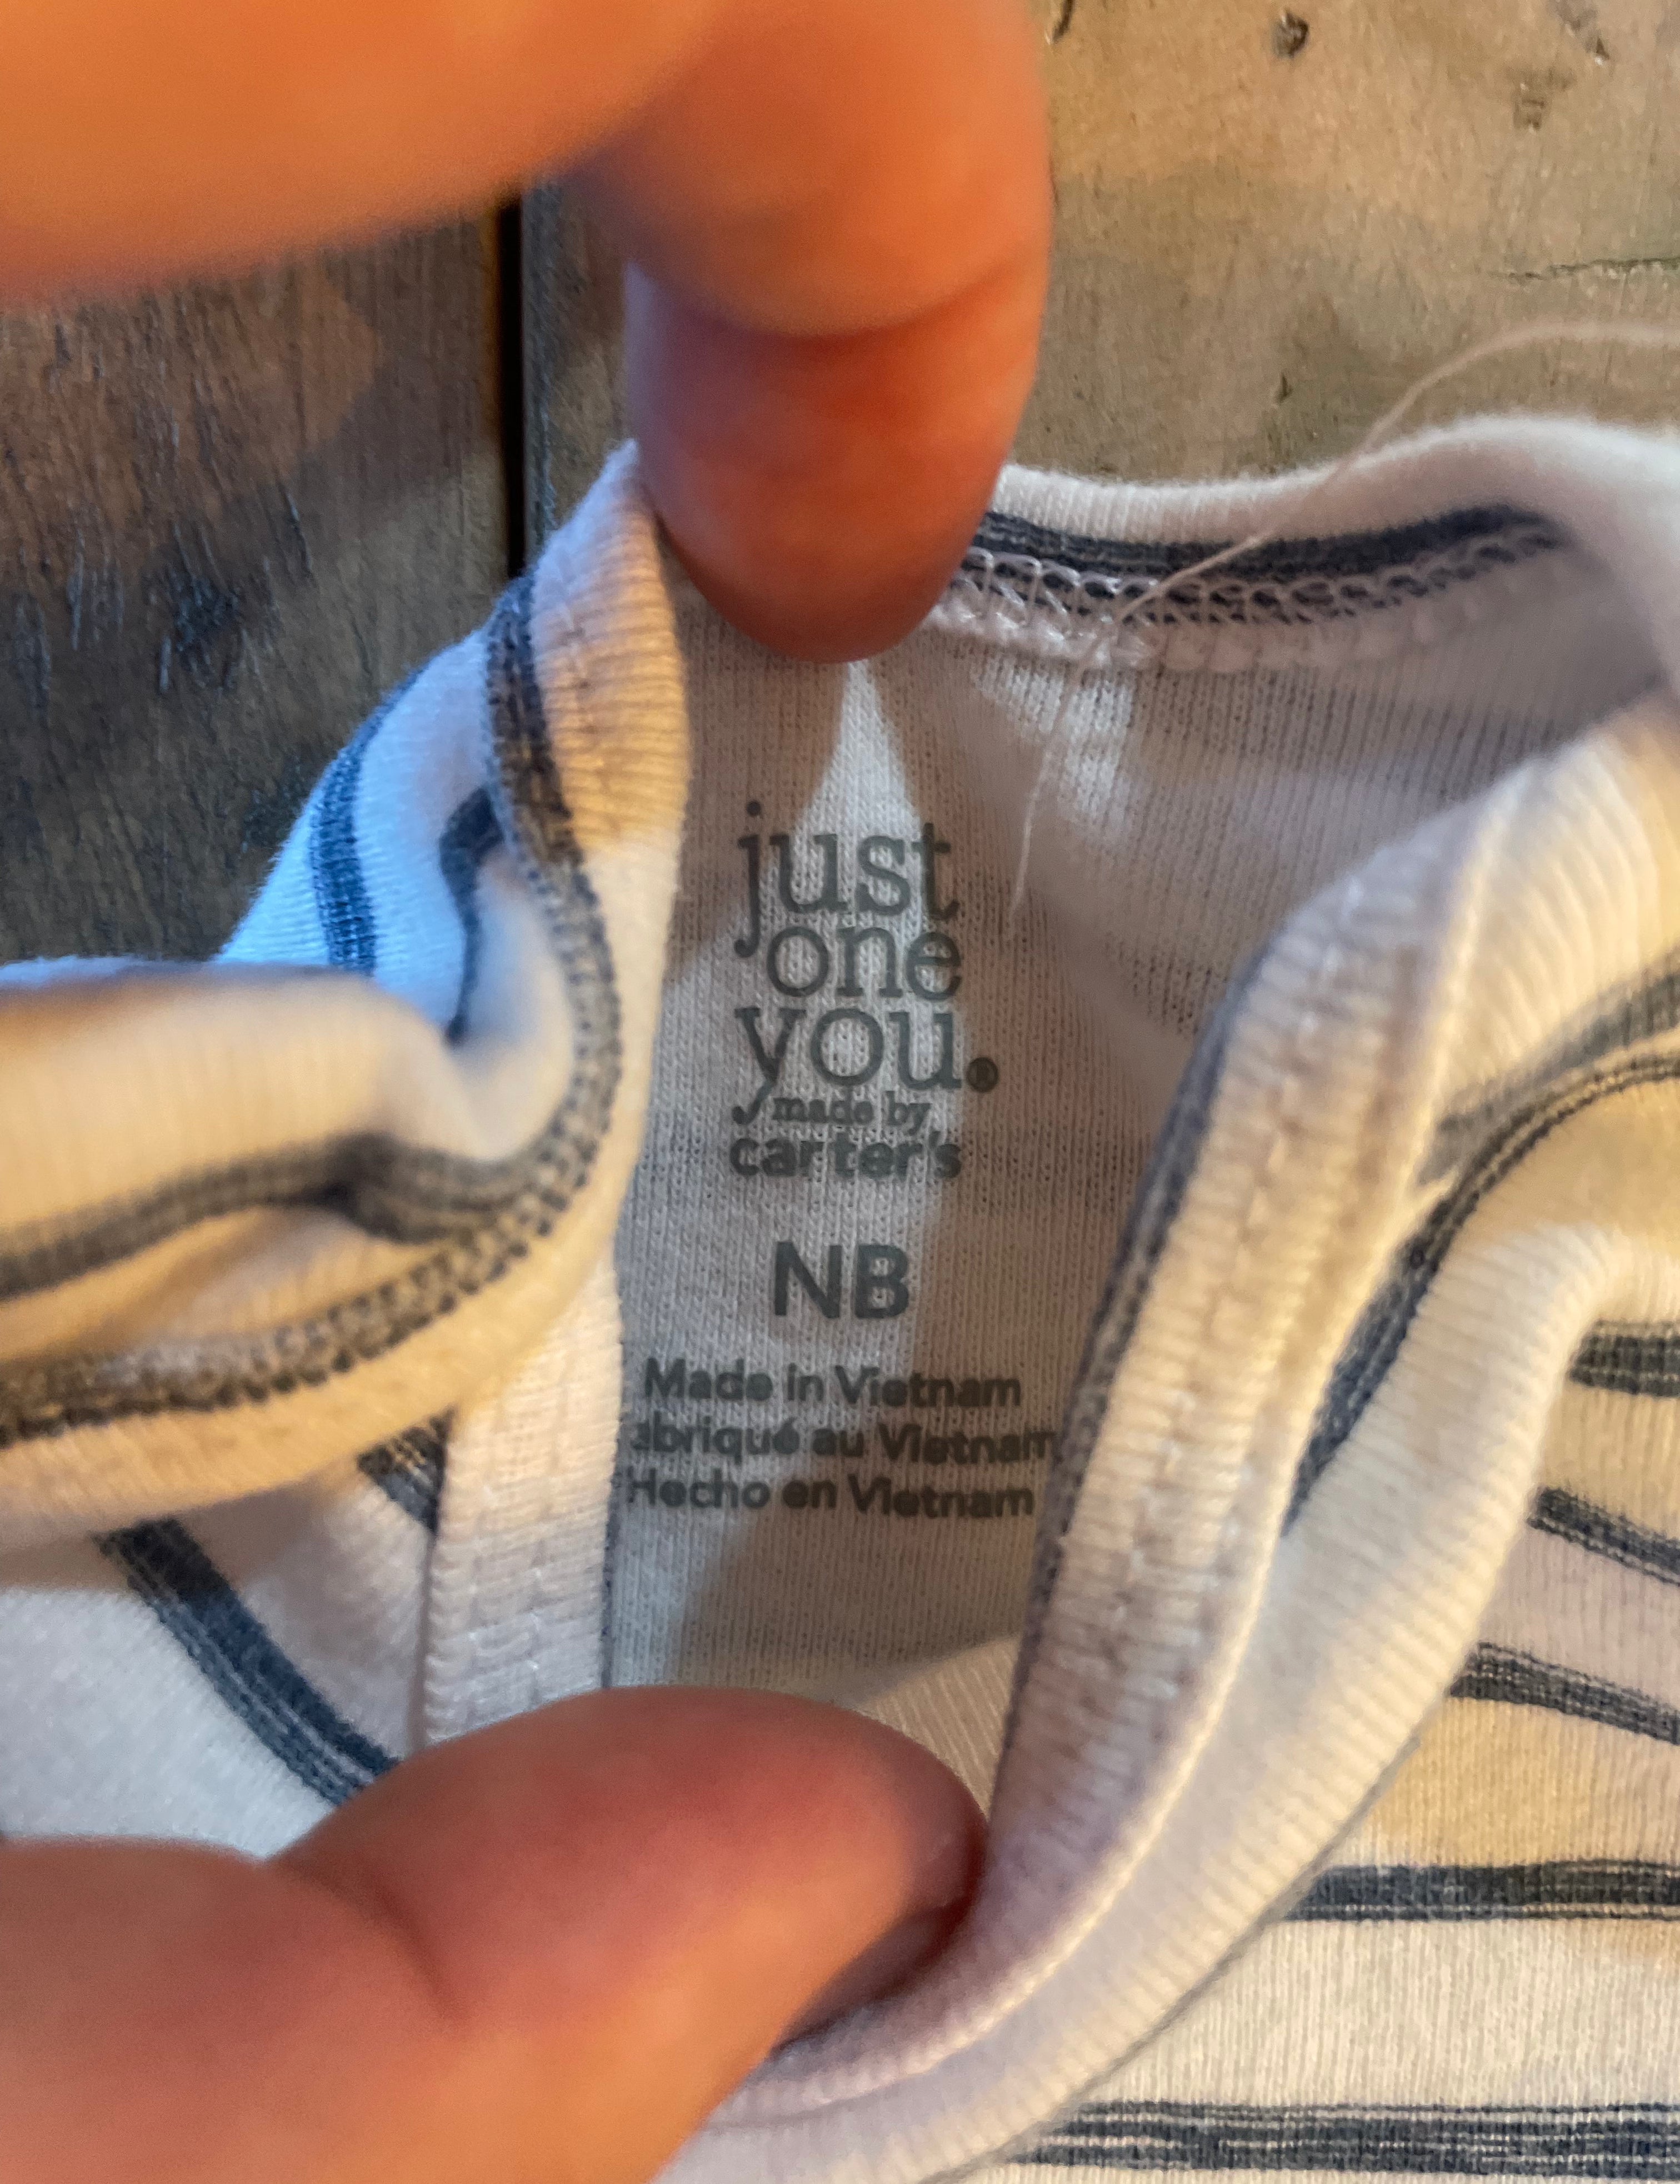 just
one
you.®
made by
carter's
NB
Made in Vietnam
abriqué au Vietnam
Hecho en Vietnam